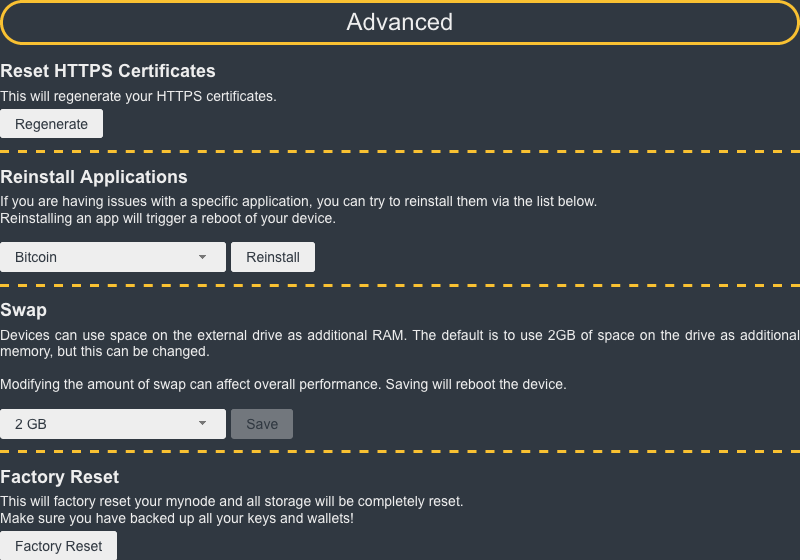 Advanced
Reset HTTPS Certificates
This will regenerate your HTTPS certificates.
Regenerate
Reinstall Applications
If you are having issues with a specific application, you can try to reinstall them via the list below.
Reinstalling an app will trigger a reboot of your device.
Bitcoin Reinstall
Swap
Devices can use space on the external drive as additional RAM. The default is to use 2GB of space on the drive as additional
memory, but this can be changed.
Modifying the amount of swap can affect overall performance. Saving will reboot the device.
2 GB Save
Factory Reset
This will factory reset your mynode and all storage will be completely reset.
Make sure you have backed up all your keys and wallets!
Factory Reset